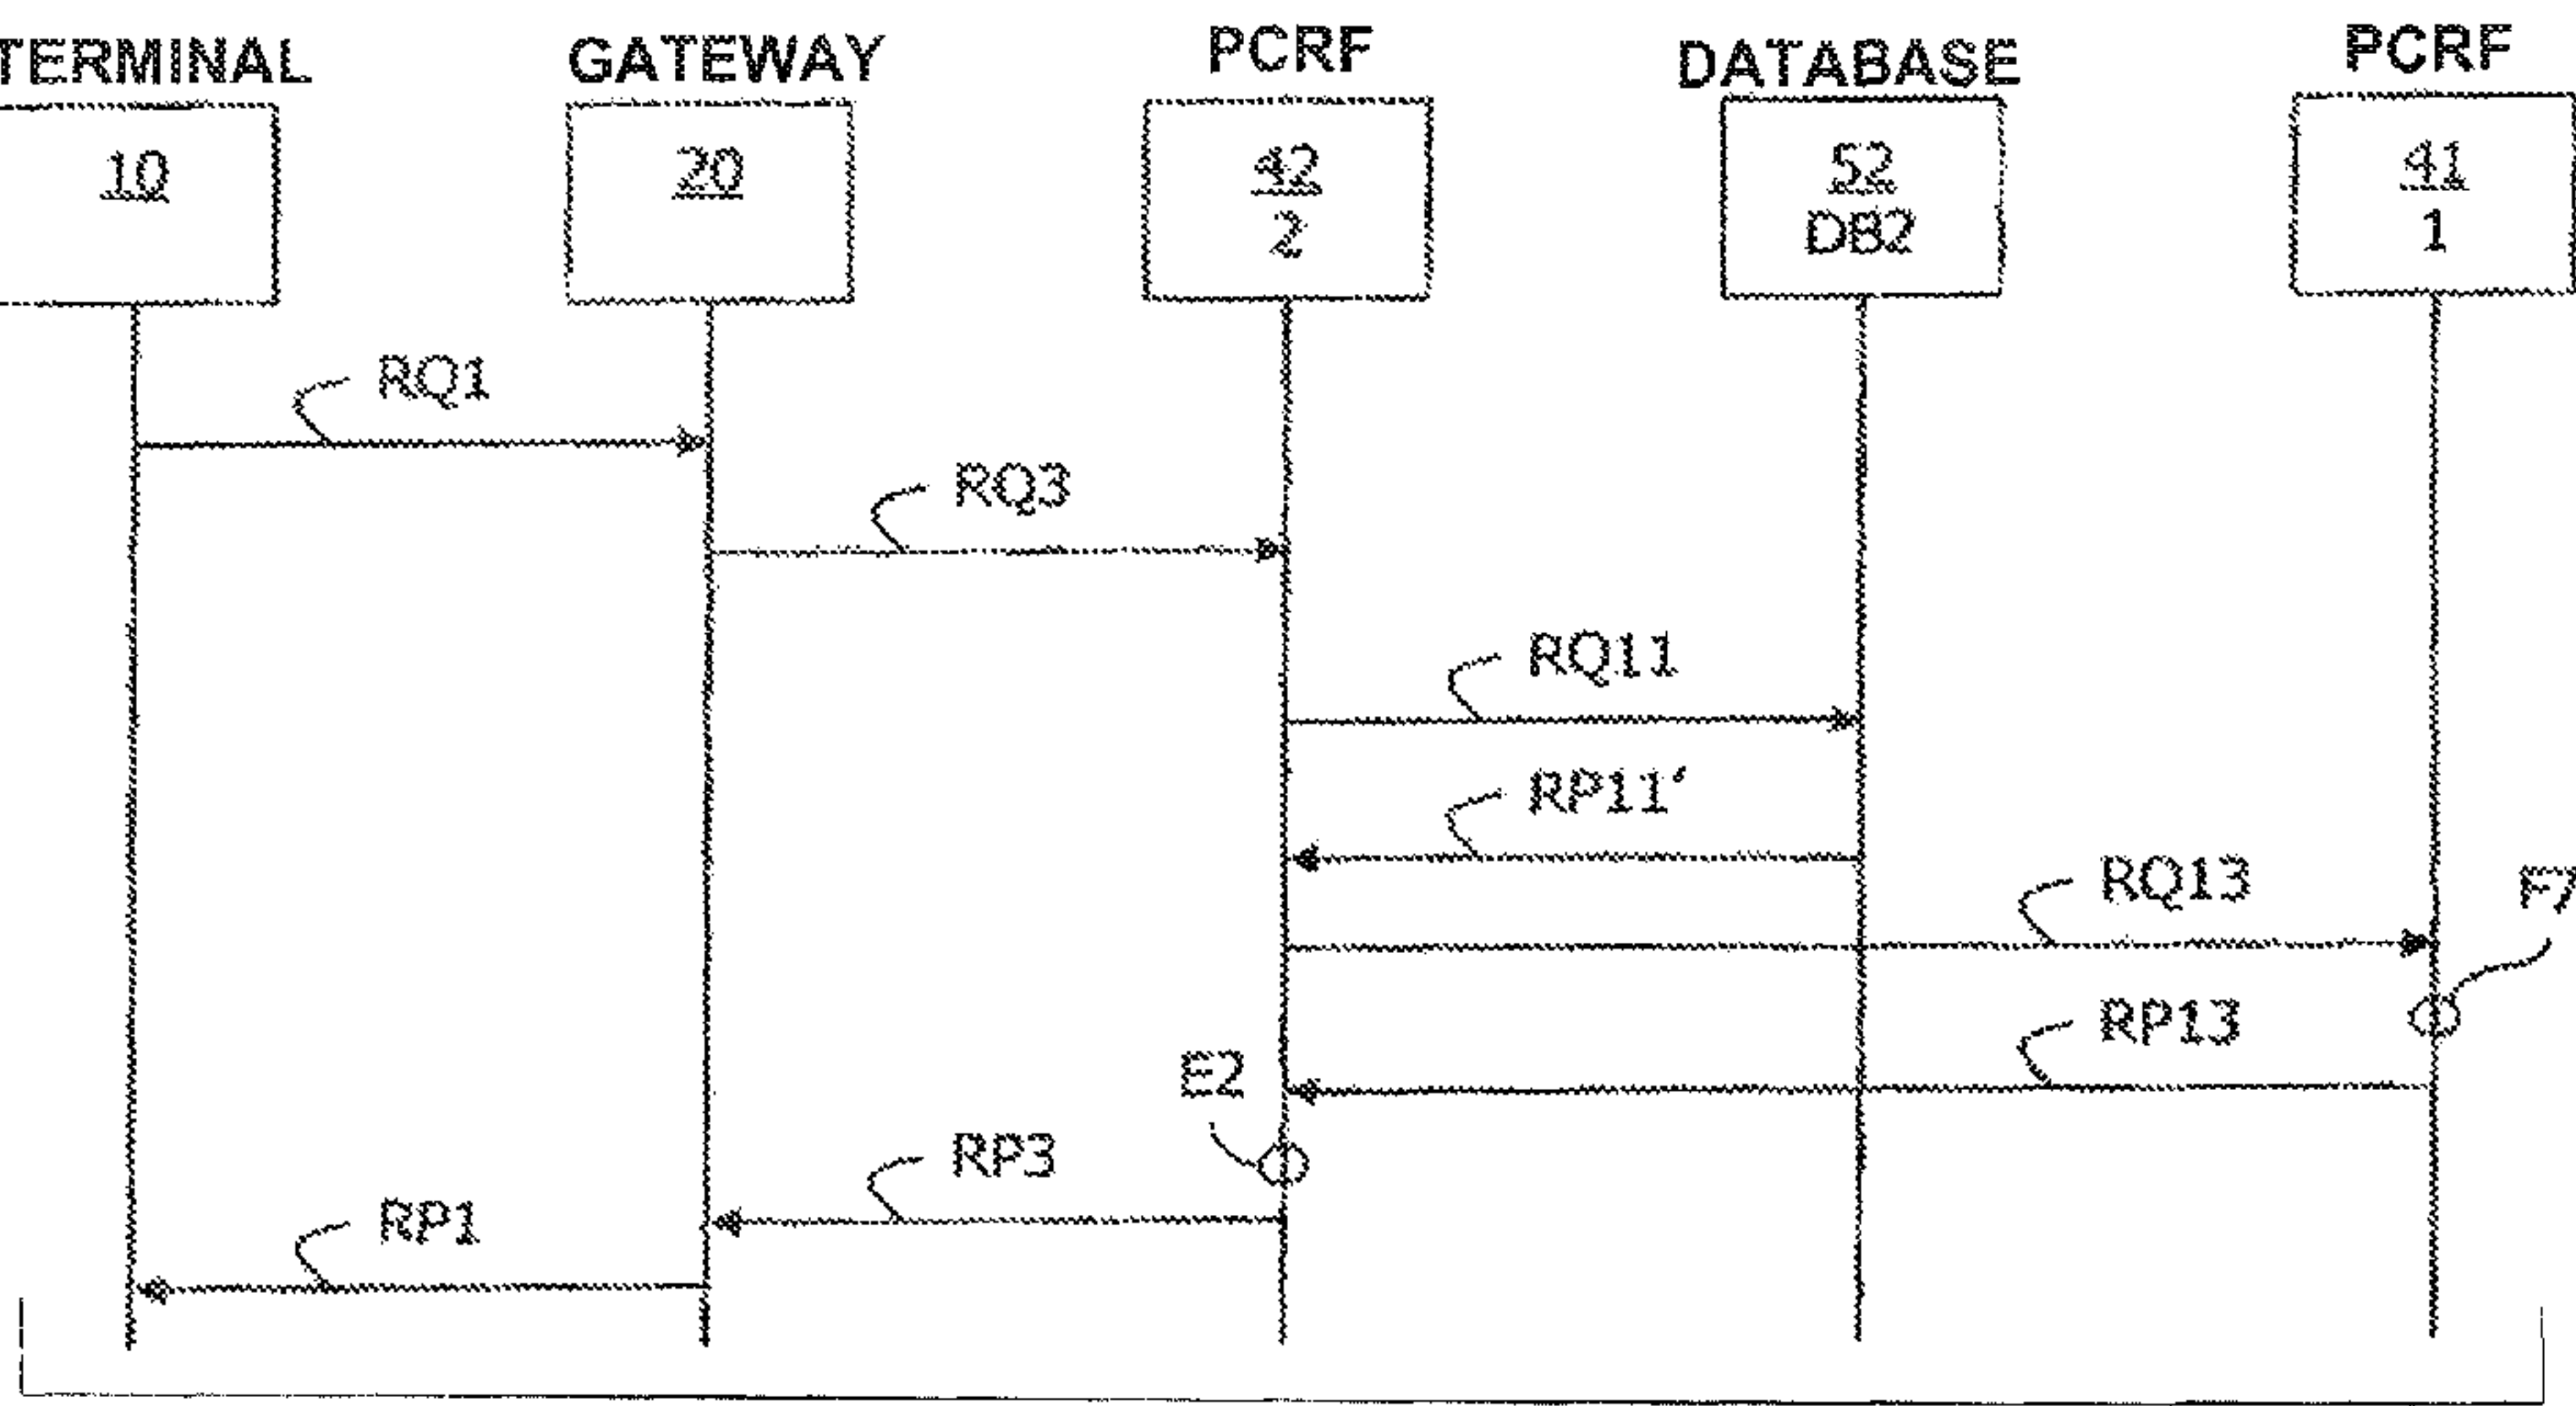 TERMINAL GATEWAY PCRF DATABASE PCRF
10 20 42 52 41
2 DB2 1
RQ1
RQ3
RQ11
RP11‘
RQ13
F7
RP13
E2
RP3
RP1